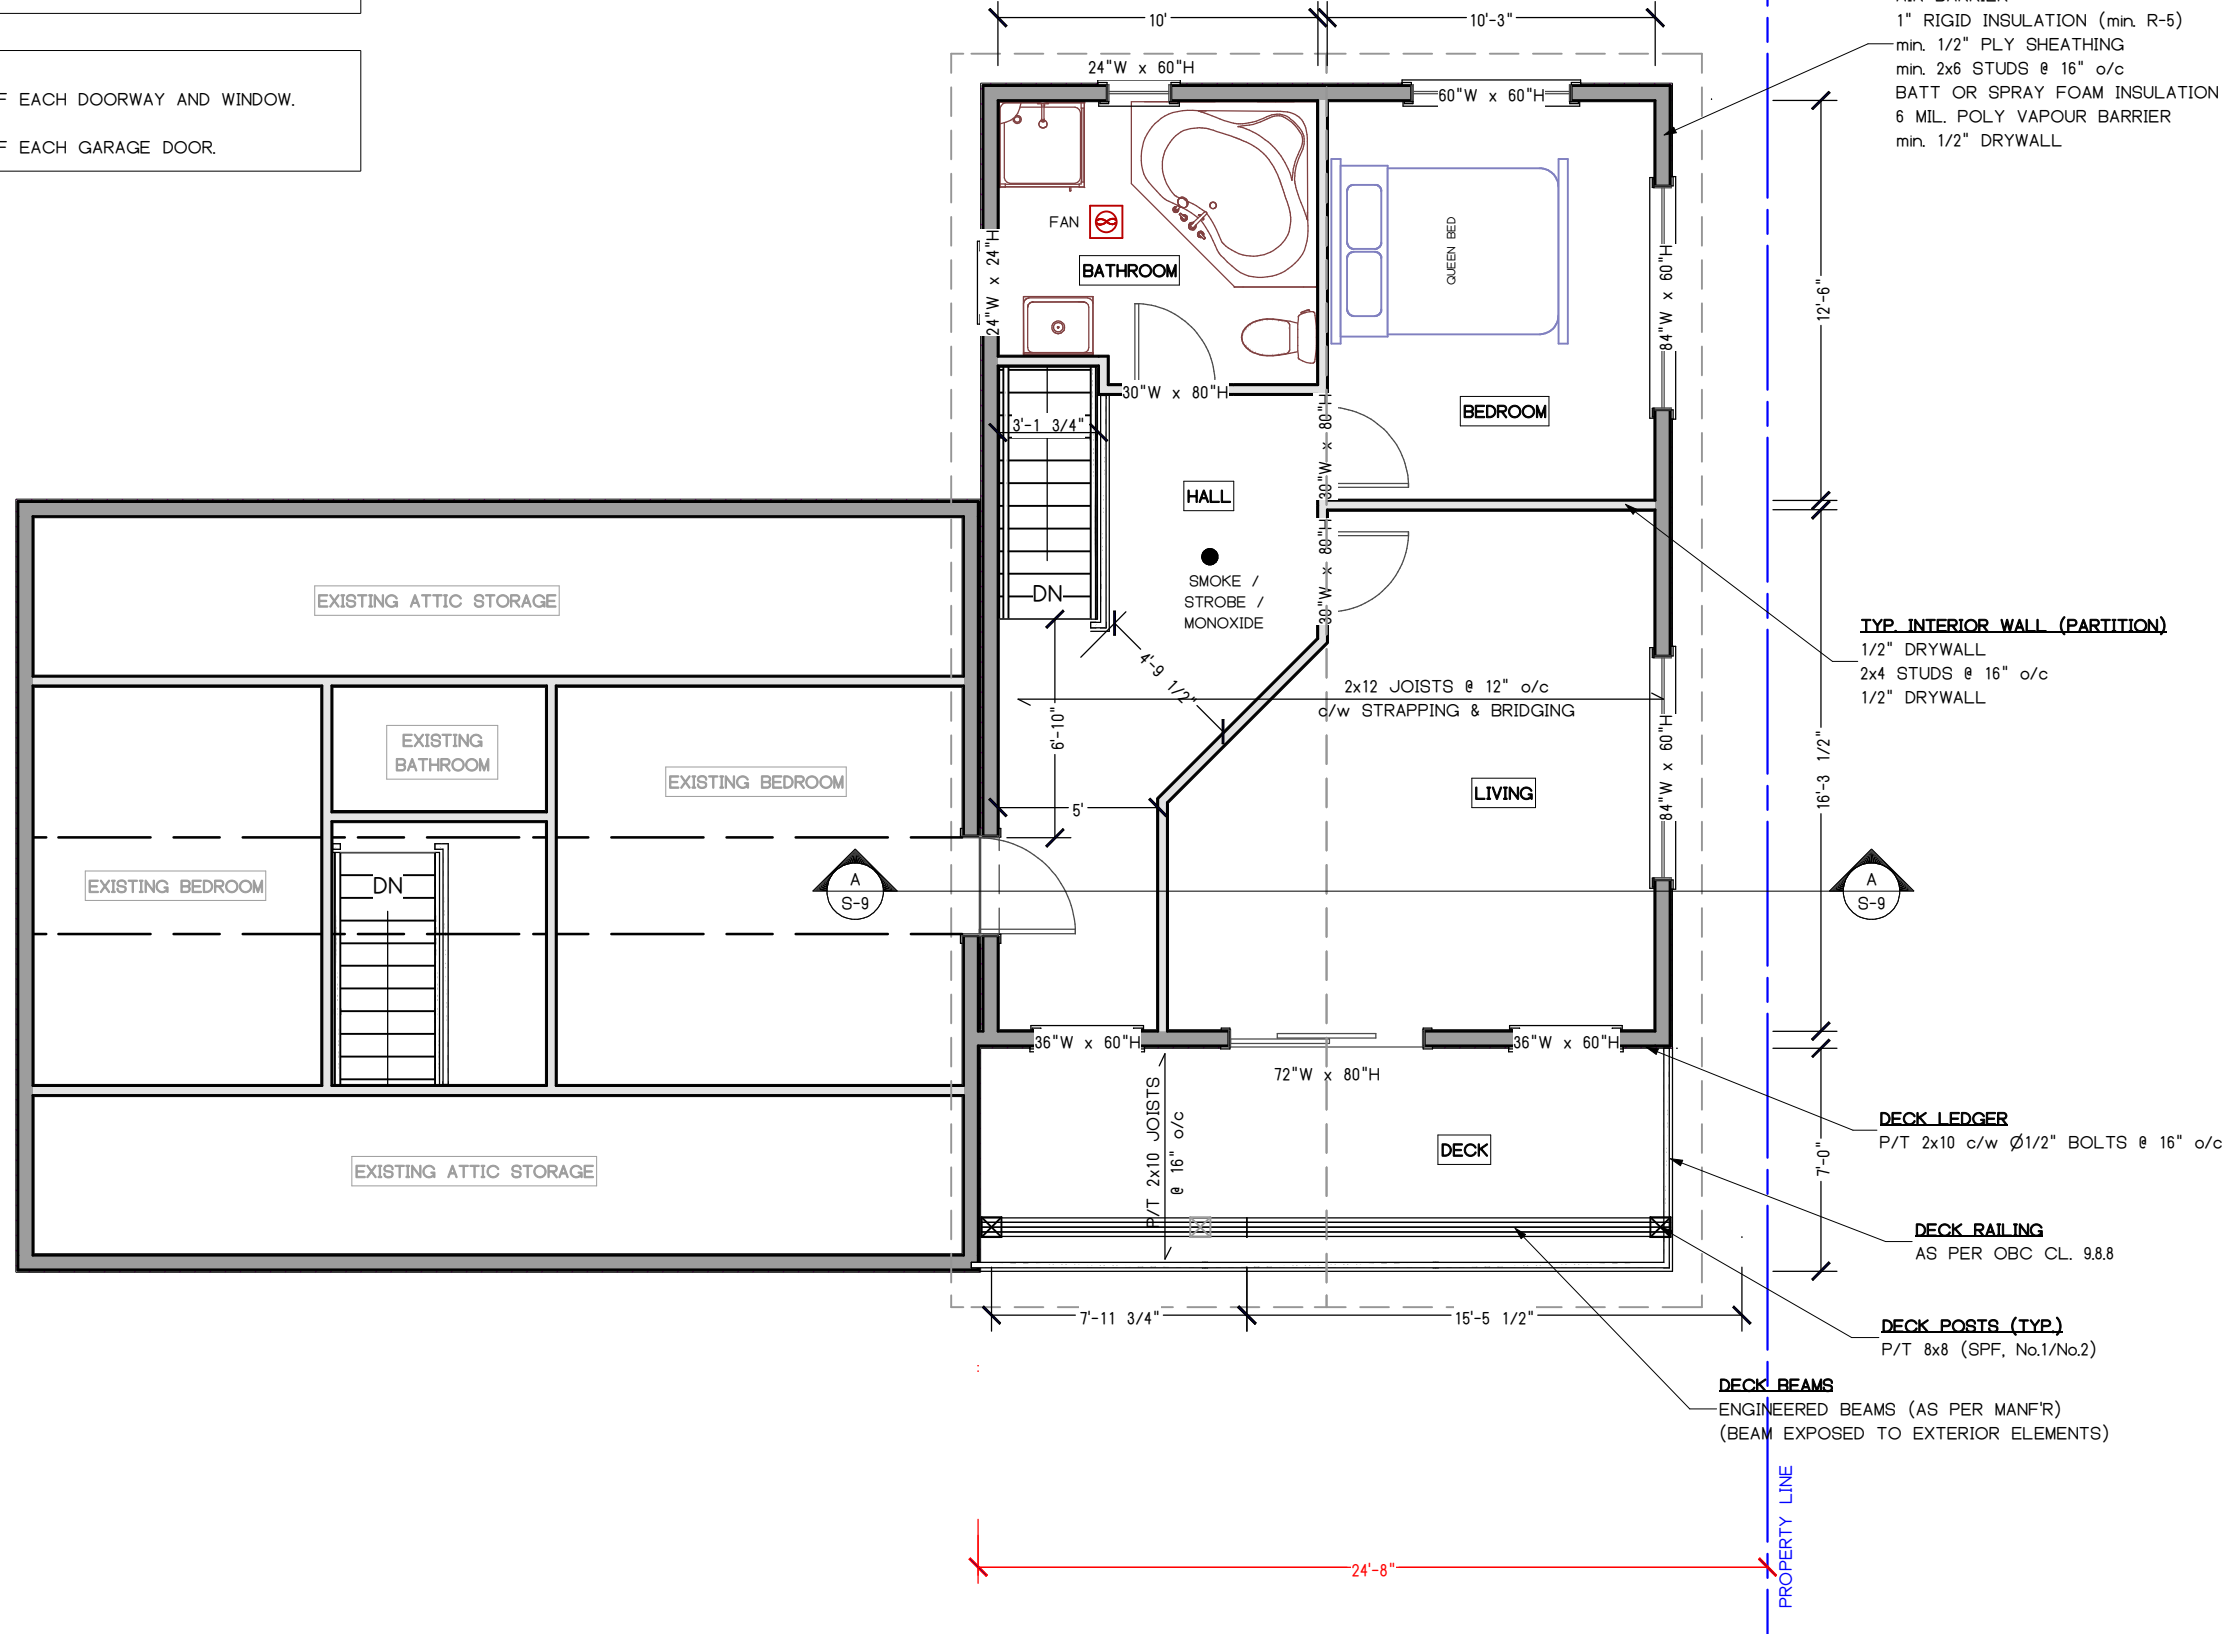 F EACH DOORWAY AND WINDOW.
F EACH GARAGE DOOR.
10'
10'-3"
1" RIGID INSULATION (min. R-5)
min. 1/2" PLY SHEATHING
min. 2x6 STUDS @ 16" o/c
BATT OR SPRAY FOAM INSULATION
6 MIL. POLY VAPOUR BARRIER
min. 1/2" DRYWALL
24"W x 60"H
60"W x 60"H
FAN
BATHROOM
24"W x 24"H
QUEEN BED
84"W x 60"H
12'-6"
30"W x 80"H
30"W x 80"H
BEDROOM
3'-1 3/4"
HALL
30"W x 80"H
SMOKE /
STROBE /
MONOXIDE
DN
EXISTING ATTIC STORAGE
TYP. INTERIOR WALL (PARTITION)
1/2" DRYWALL
2x4 STUDS @ 16" o/c
1/2" DRYWALL
4'-9 1/2"
2x12 JOISTS @ 12" o/c
c/w STRAPPING & BRIDGING
6'-10"
EXISTING
BATHROOM
EXISTING BEDROOM
LIVING
84"W x 60"H
16'-3 1/2"
5'
EXISTING BEDROOM
DN
A
S-9
A
S-9
36"W x 60"H
36"W x 60"H
72"W x 80"H
P/T 2x10 JOISTS
@ 16" o/c
DECK
DECK LEDGER
P/T 2x10 c/w Ø1/2" BOLTS @ 16" o/c
7'-0"
EXISTING ATTIC STORAGE
DECK RAILING
AS PER OBC CL. 9.8.8
7'-11 3/4"
15'-5 1/2"
DECK POSTS (TYP.)
P/T 8x8 (SPF, No.1/No.2)
DECK BEAMS
ENGINEERED BEAMS (AS PER MANF'R)
(BEAM EXPOSED TO EXTERIOR ELEMENTS)
PROPERTY LINE
24'-8"